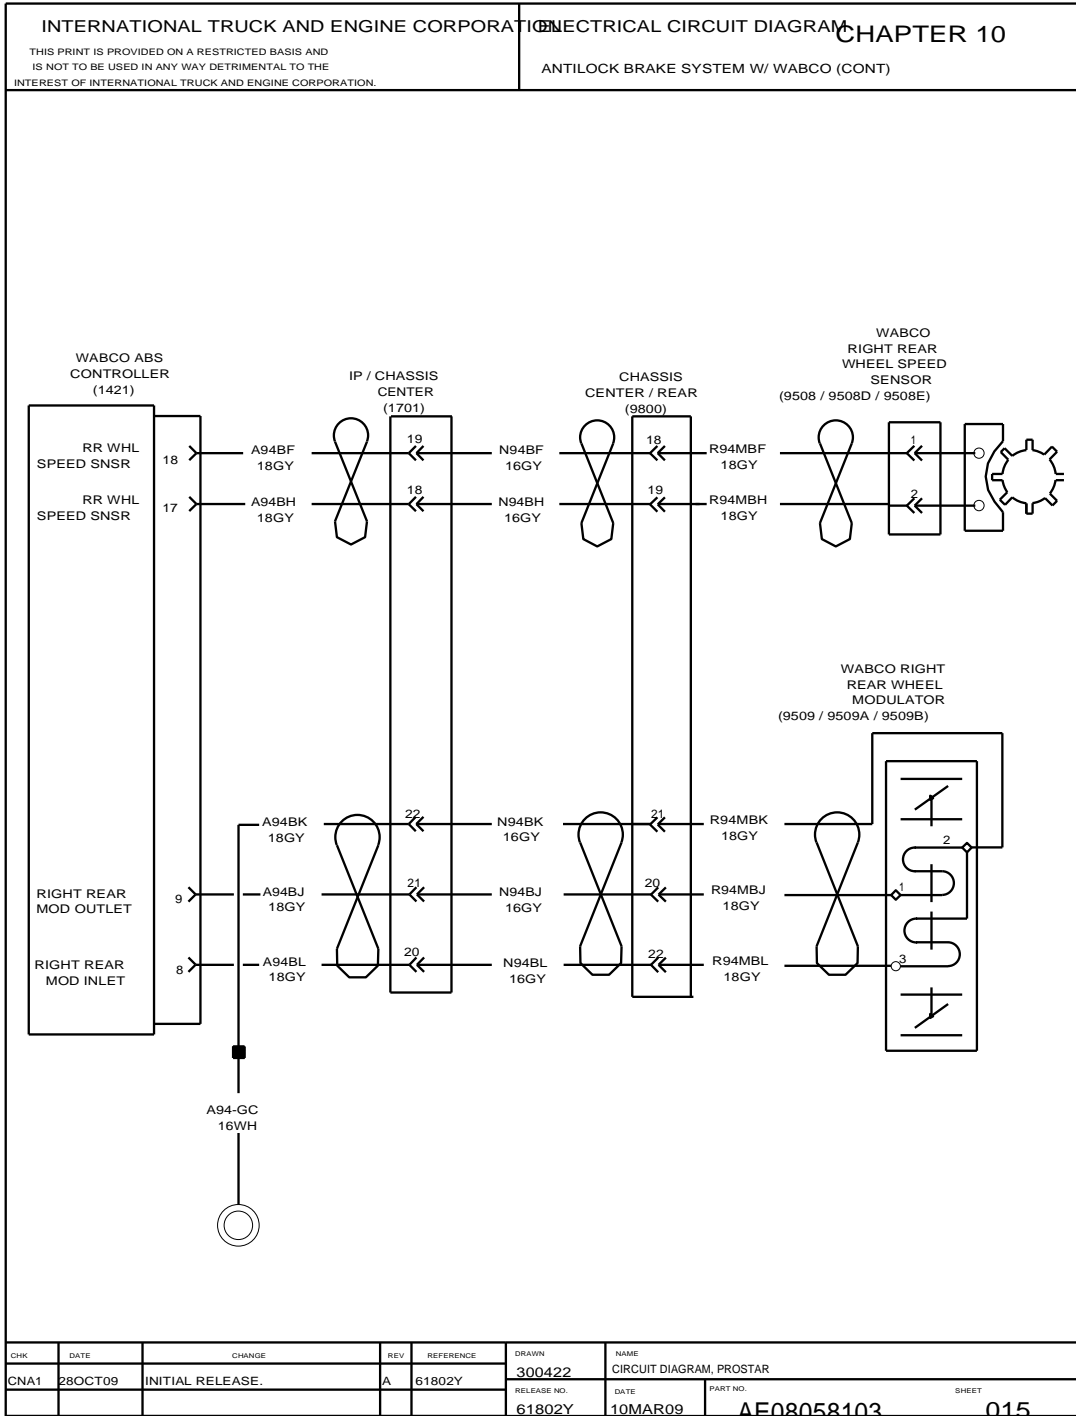 INTERNATIONAL TRUCK AND ENGINE CORPORATION
THIS PRINT IS PROVIDED ON A RESTRICTED BASIS AND
IS NOT TO BE USED IN ANY WAY DETRIMENTAL TO THE
INTEREST OF INTERNATIONAL TRUCK AND ENGINE CORPORATION.
ELECTRICAL CIRCUIT DIAGRAM
CHAPTER 10
ANTILOCK BRAKE SYSTEM W/ WABCO (CONT)
WABCO ABS
CONTROLLER
(1421)
IP / CHASSIS
CENTER
(1701)
CHASSIS
CENTER / REAR
(9800)
WABCO
RIGHT REAR
WHEEL SPEED
SENSOR
(9508 / 9508D / 9508E)
RR WHL
SPEED SNSR
18
A94BF
18GY
19
N94BF
16GY
18
R94MBF
18GY
1
RR WHL
SPEED SNSR
17
A94BH
18GY
18
N94BH
16GY
19
R94MBH
18GY
2
WABCO RIGHT
REAR WHEEL
MODULATOR
(9509 / 9509A / 9509B)
A94BK
18GY
22
N94BK
16GY
21
R94MBK
18GY
2
RIGHT REAR
MOD OUTLET
9
A94BJ
18GY
21
N94BJ
16GY
20
R94MBJ
18GY
1
RIGHT REAR
MOD INLET
8
A94BL
18GY
20
N94BL
16GY
22
R94MBL
18GY
3
A94-GC
16WH
CHK DATE CHANGE REV REFERENCE
CNA1 28OCT09 INITIAL RELEASE. A 61802Y
DRAWN
300422
NAME
CIRCUIT DIAGRAM, PROSTAR
RELEASE NO.
61802Y
DATE
10MAR09
PART NO.
AE08058103
SHEET
015